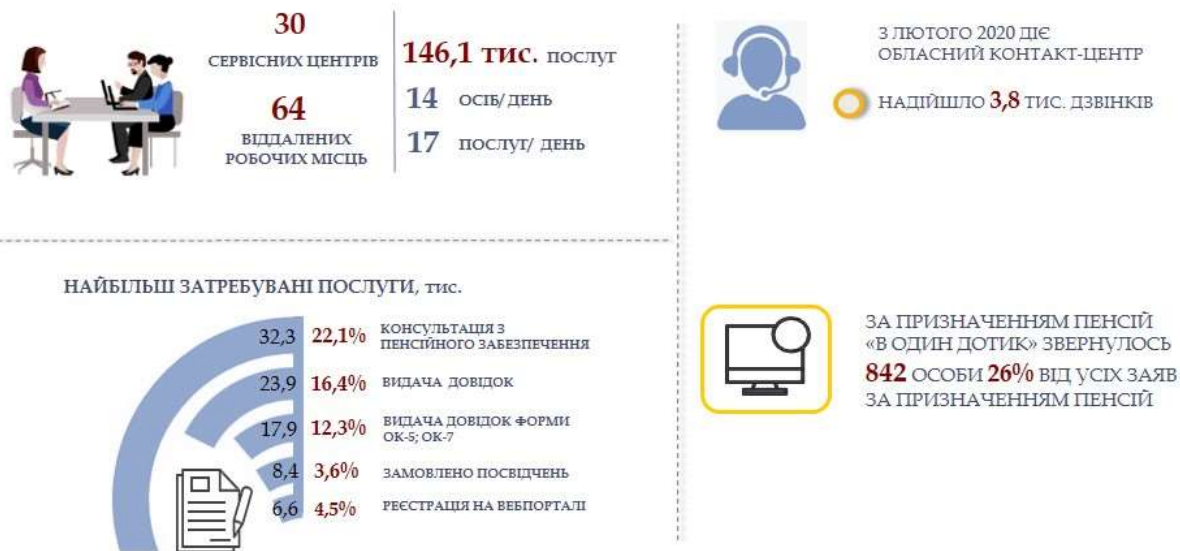 30
СЕРВІСНИХ ЦЕНТРІВ
64
ВІДДАЛЕНИХ
РОБОЧИХ МІСЦЬ
146,1 тис. послуг
14 ОСІБ/ДЕНЬ
17 ПОСЛУГ/ ДЕНЬ
З ЛЮТОГО 2020 ДІЄ
ОБЛАСНИЙ КОНТАКТ-ЦЕНТР
НАДІЙШЛО 3,8 ТИС. ДЗВІНКІВ
НАЙБІЛЬШ ЗАТРЕБУВАНІ ПОСЛУГИ, тис.
32,3 22,1% КОНСУЛЬТАЦІЯ З
ПЕНСІЙНОГО ЗАБЕЗПЕЧЕННЯ
23,9 16,4% ВИДАЧА ДОВІДОК
17,9 12,3% ВИДАЧА ДОВІДОК ФОРМИ
ОК-5; ОК-7
8,4 3,6% ЗАМОВЛЕНО ПОСВІДЧЕНЬ
6,6 4,5% РЕЄСТРАЦІЯ НА ВЕБПОРТАЛІ
ЗА ПРИЗНАЧЕННЯМ ПЕНСІЙ
«В ОДИН ДОТИК» ЗВЕРНУЛОСЬ
842 ОСОБИ 26% ВІД УСІХ ЗАЯВ
ЗА ПРИЗНАЧЕННЯМ ПЕНСІЙ